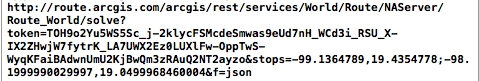 http://route.arcgis.com/arcgis/rest/services/World/Route/NAServer/
Route_World/solve?
token=TOH9o2Yu5WS5Sc_j-2klycFSMcdeSmwas9eUd7nH_WCd3i_RSU_X-
IX2ZHwjW7fytrK_LA7UWX2Ez0LUXlFw-OppTwS-
WyqKFaiBAdwnUmU2KjBwQm3zRAuQ2NT2ayzo&stops=-99.1364789,19.4354778;-98.
1999990029997,19.0499968460004&f=json